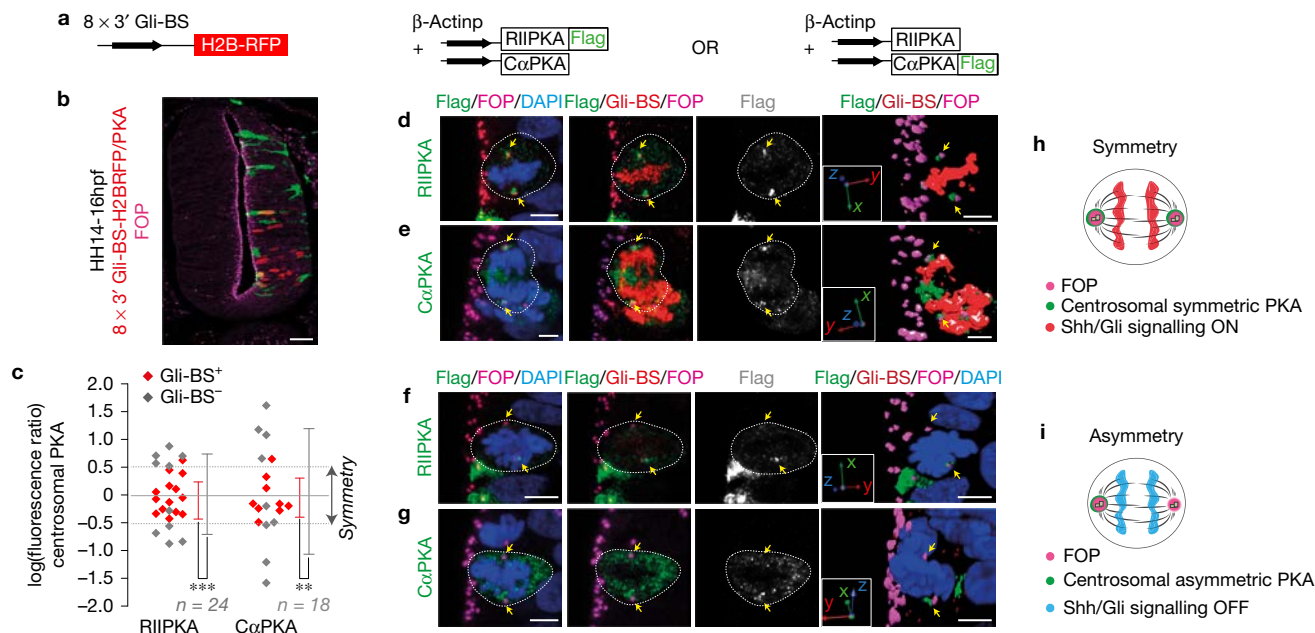 a
8 × 3′ Gli-BS
H2B-RFP
β-Actinp
+
RIIPKA Flag
CαPKA
OR
β-Actinp
+
RIIPKA
CαPKA Flag
b
HH14-16hpf
8 × 3′ Gli-BS-H2BRFP/PKA
FOP
c
Gli-BS⁺
Gli-BS⁻
log(fluorescence ratio)
centrosomal PKA
2.0
1.5
1.0
0.5
0
−0.5
−1.0
−1.5
−2.0
Symmetry
***
**
n = 24
n = 18
RIIPKA
CαPKA
Flag/FOP/DAPI
Flag/Gli-BS/FOP
Flag
Flag/Gli-BS/FOP
d
RIIPKA
z
y
x
e
CαPKA
x
z
y
Flag/FOP/DAPI
Flag/Gli-BS/FOP
Flag
Flag/Gli-BS/FOP/DAPI
f
RIIPKA
x
z
y
g
CαPKA
z
x
y
h
Symmetry
FOP
Centrosomal symmetric PKA
Shh/Gli signalling ON
i
Asymmetry
FOP
Centrosomal asymmetric PKA
Shh/Gli signalling OFF